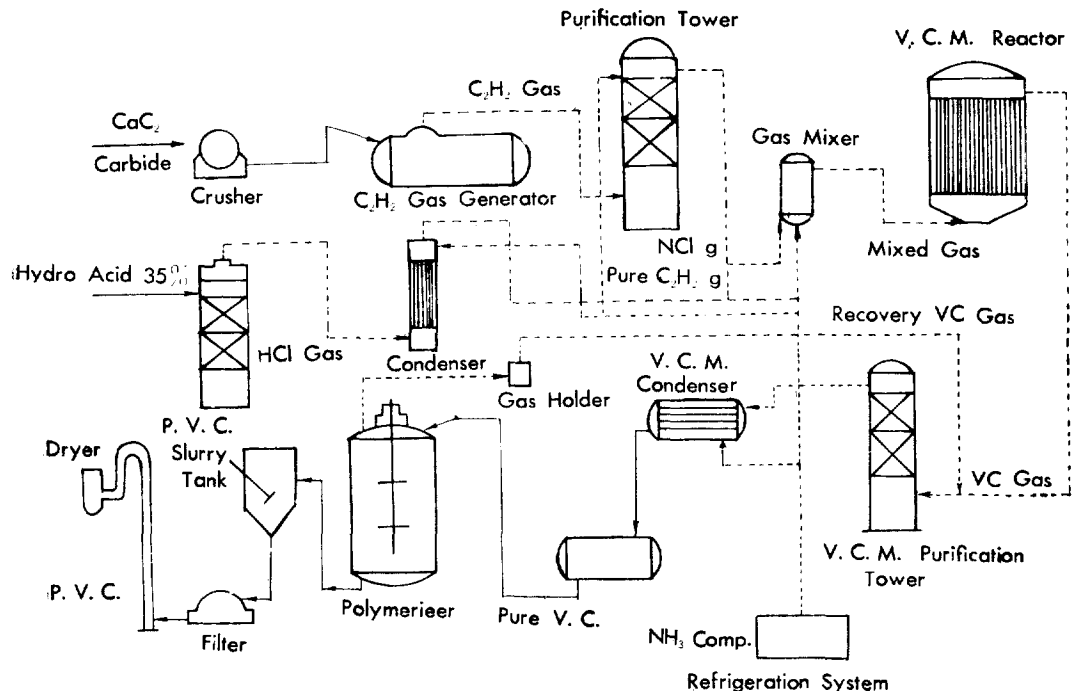 Purification Tower
V. C. M. Reactor
C₂H₂ Gas
CaC₂
Carbide
Crusher
C₂H₂ Gas Generator
Gas Mixer
Mixed Gas
NCl g
Pure C₂H₂ g
Hydro Acid 35%
HCl Gas
Condenser
Recovery VC Gas
Gas Holder
V. C. M.
Condenser
P. V. C.
Slurry
Tank
Dryer
VC Gas
V. C. M. Purification
Tower
P. V. C.
Filter
Polymerieer
Pure V. C.
NH₃ Comp.
Refrigeration System